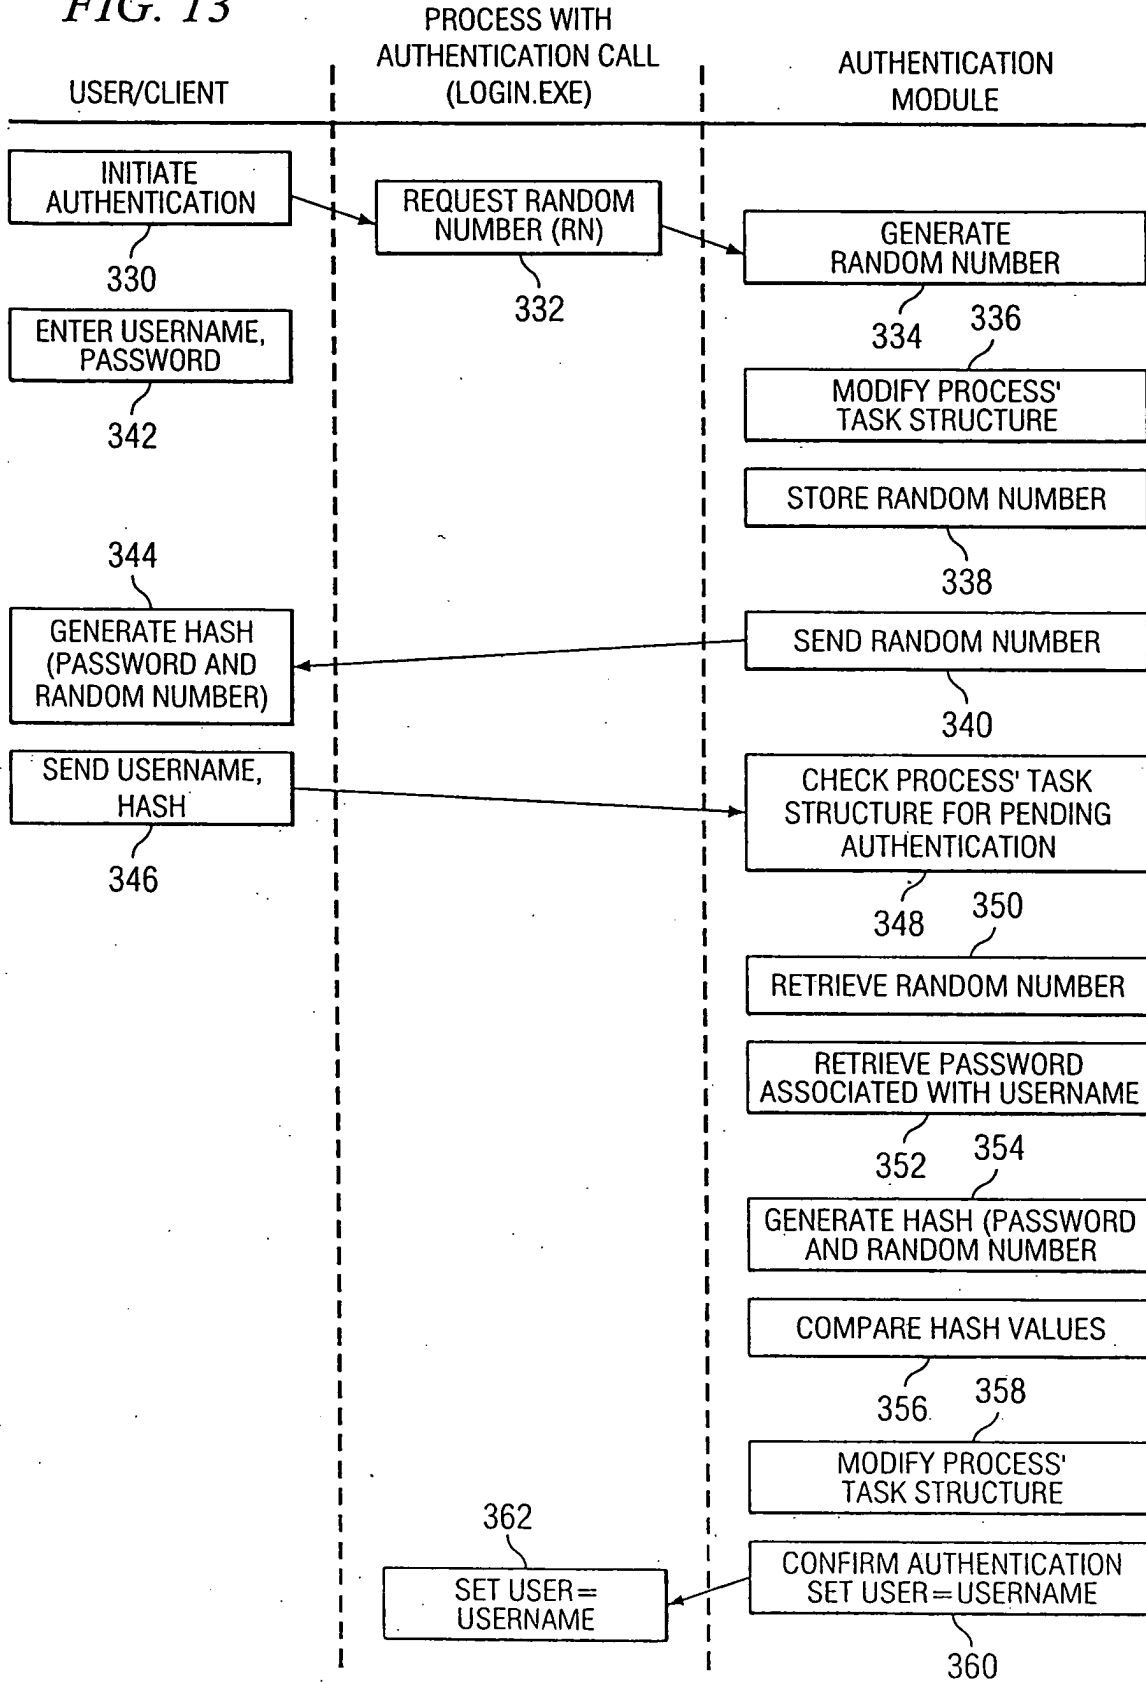 FIG. 13
USER/CLIENT
PROCESS WITH
AUTHENTICATION CALL
(LOGIN.EXE)
AUTHENTICATION
MODULE
INITIATE
AUTHENTICATION
330
REQUEST RANDOM
NUMBER (RN)
332
GENERATE
RANDOM NUMBER
334
336
ENTER USERNAME,
PASSWORD
342
MODIFY PROCESS'
TASK STRUCTURE
STORE RANDOM NUMBER
338
344
GENERATE HASH
(PASSWORD AND
RANDOM NUMBER)
SEND RANDOM NUMBER
340
SEND USERNAME,
HASH
346
CHECK PROCESS' TASK
STRUCTURE FOR PENDING
AUTHENTICATION
348
350
RETRIEVE RANDOM NUMBER
RETRIEVE PASSWORD
ASSOCIATED WITH USERNAME
352
354
GENERATE HASH (PASSWORD
AND RANDOM NUMBER
COMPARE HASH VALUES
356
358
MODIFY PROCESS'
TASK STRUCTURE
362
SET USER=
USERNAME
CONFIRM AUTHENTICATION
SET USER=USERNAME
360